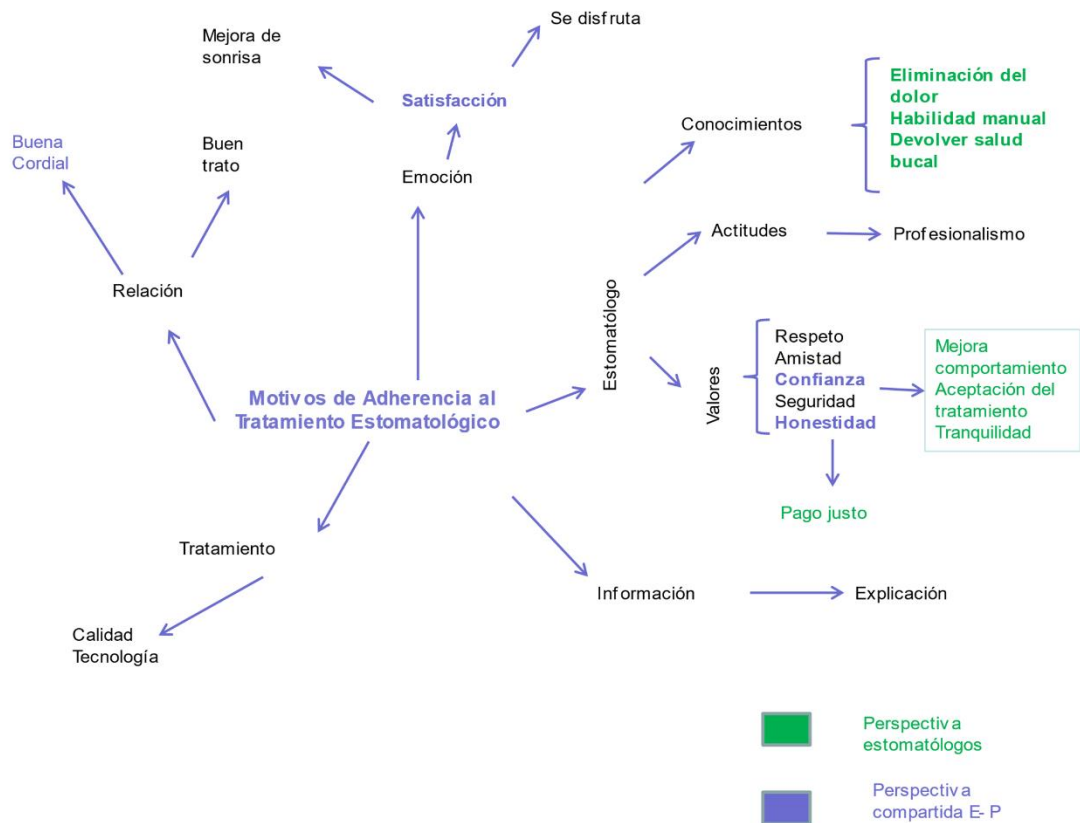 Se disfruta
Mejora de
sonrisa
Satisfacción
Eliminación del
dolor
Habilidad manual
Devolver salud
bucal
Conocimientos
Buena
Cordial
Buen
trato
Emoción
Actitudes
Profesionalismo
Relación
Estomatólogo
Valores
Respeto
Amistad
Confianza
Seguridad
Honestidad
Mejora
comportamiento
Aceptación del
tratamiento
Tranquilidad
Motivos de Adherencia al
Tratamiento Estomatológico
Pago justo
Tratamiento
Información
Explicación
Calidad
Tecnología
Perspectiva
estomatólogos
Perspectiva
compartida E- P